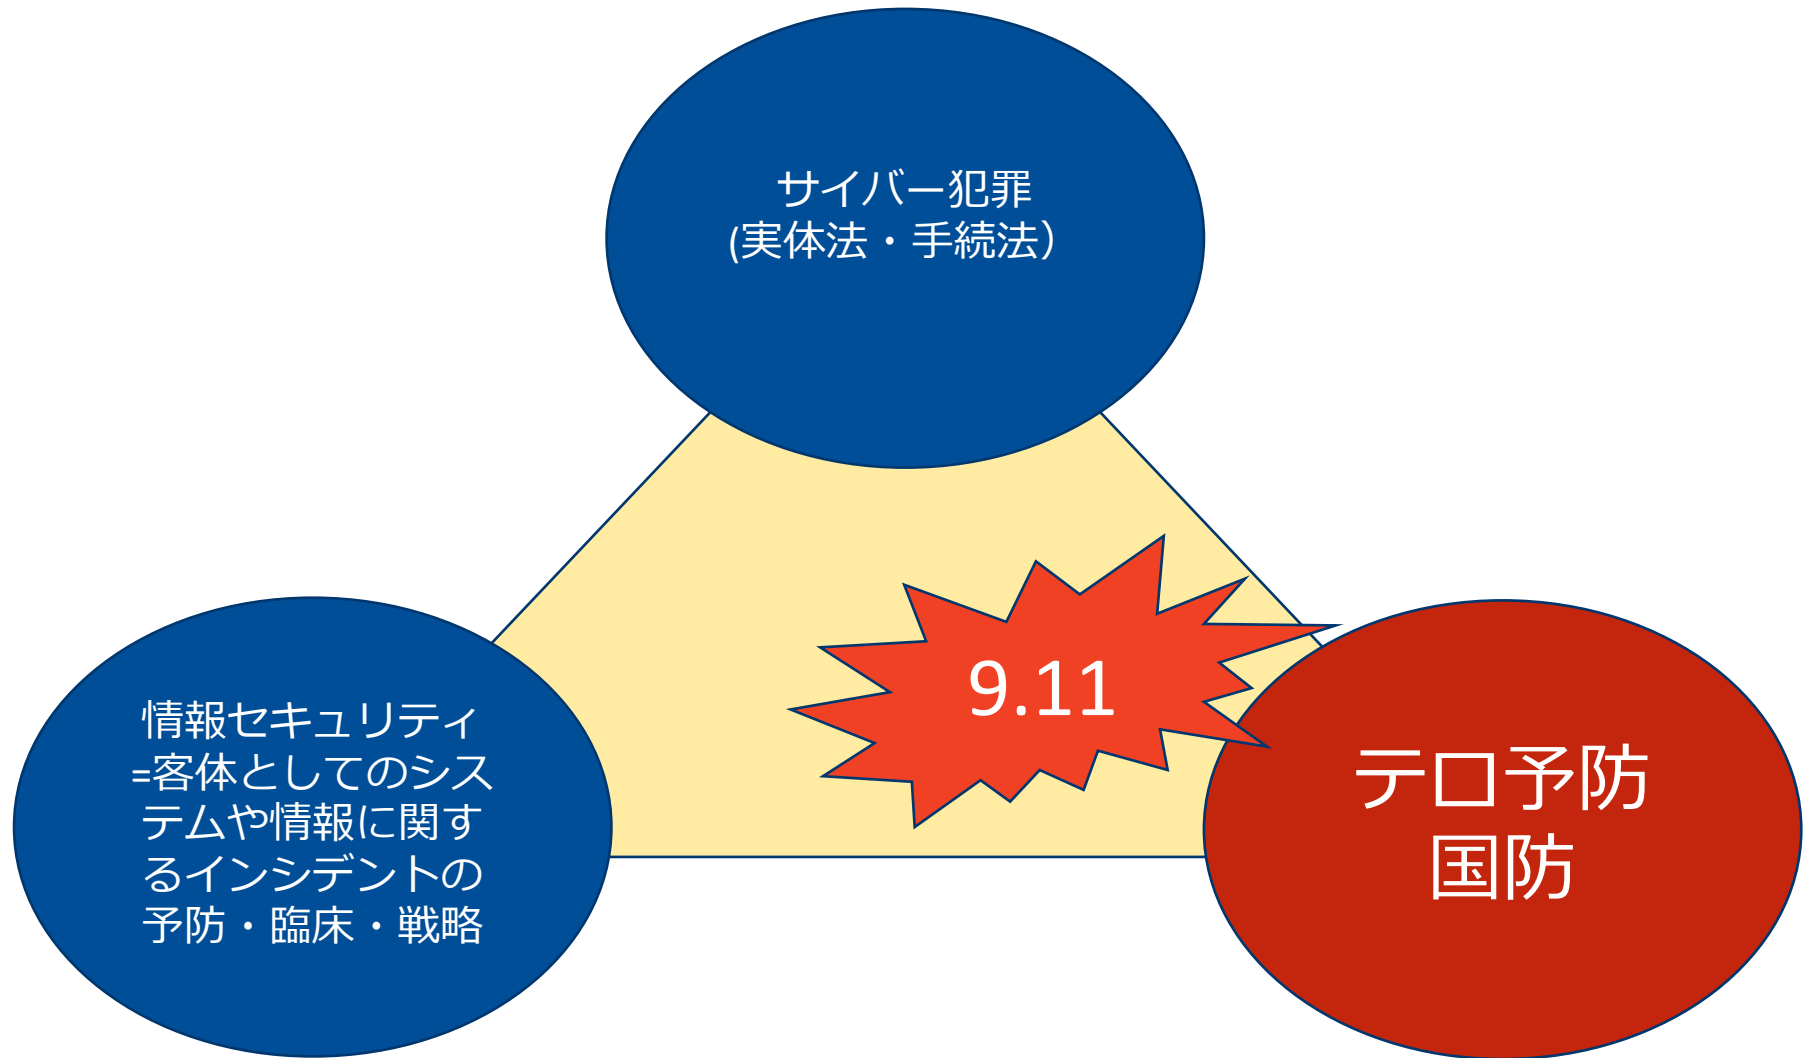 サイバー犯罪
(実体法・手続法）
9.11
情報セキュリティ
=客体としてのシス
テムや情報に関す
るインシデントの
予防・臨床・戦略
テロ予防
国防